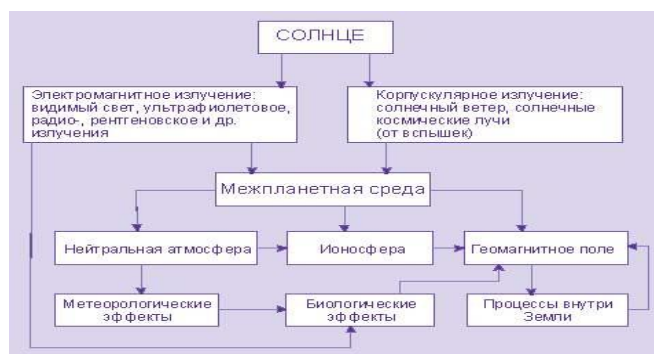 СОЛНЦЕ
Электромагнитное излучение:
видимый свет, ультрафиолетовое,
радио-, рентгеновское и др.
излучения
Корпускулярное излучение:
солнечный ветер, солнечные
космические лучи
(от вспышек)
Межпланетная среда
Нейтральная атмосфера
Ионосфера
Геомагнитное поле
Метеорологические
эффекты
Биологические
эффекты
Процессы внутри
Земли